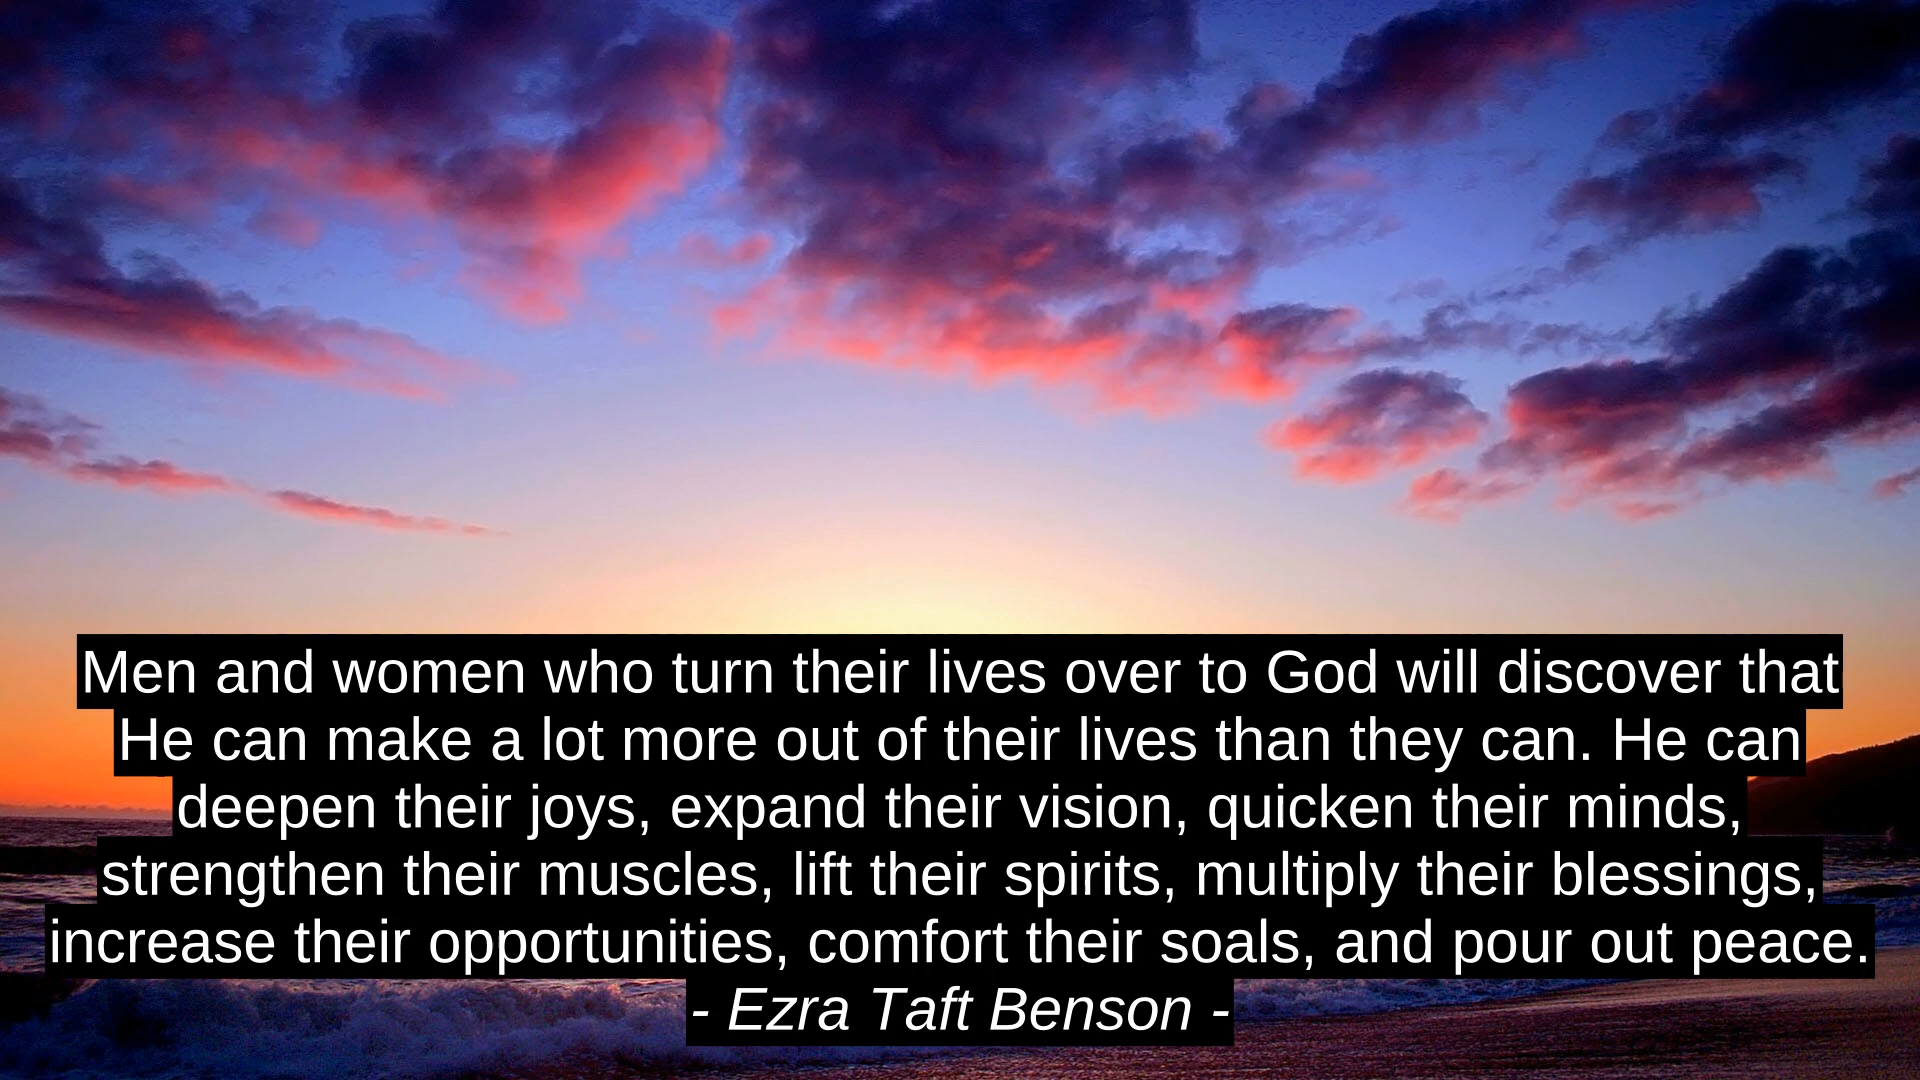 Men and women who turn their lives over to God will discover that
He can make a lot more out of their lives than they can. He can
deepen their joys, expand their vision, quicken their minds,
strengthen their muscles, lift their spirits, multiply their blessings,
increase their opportunities, comfort their soals, and pour out peace.
- Ezra Taft Benson -